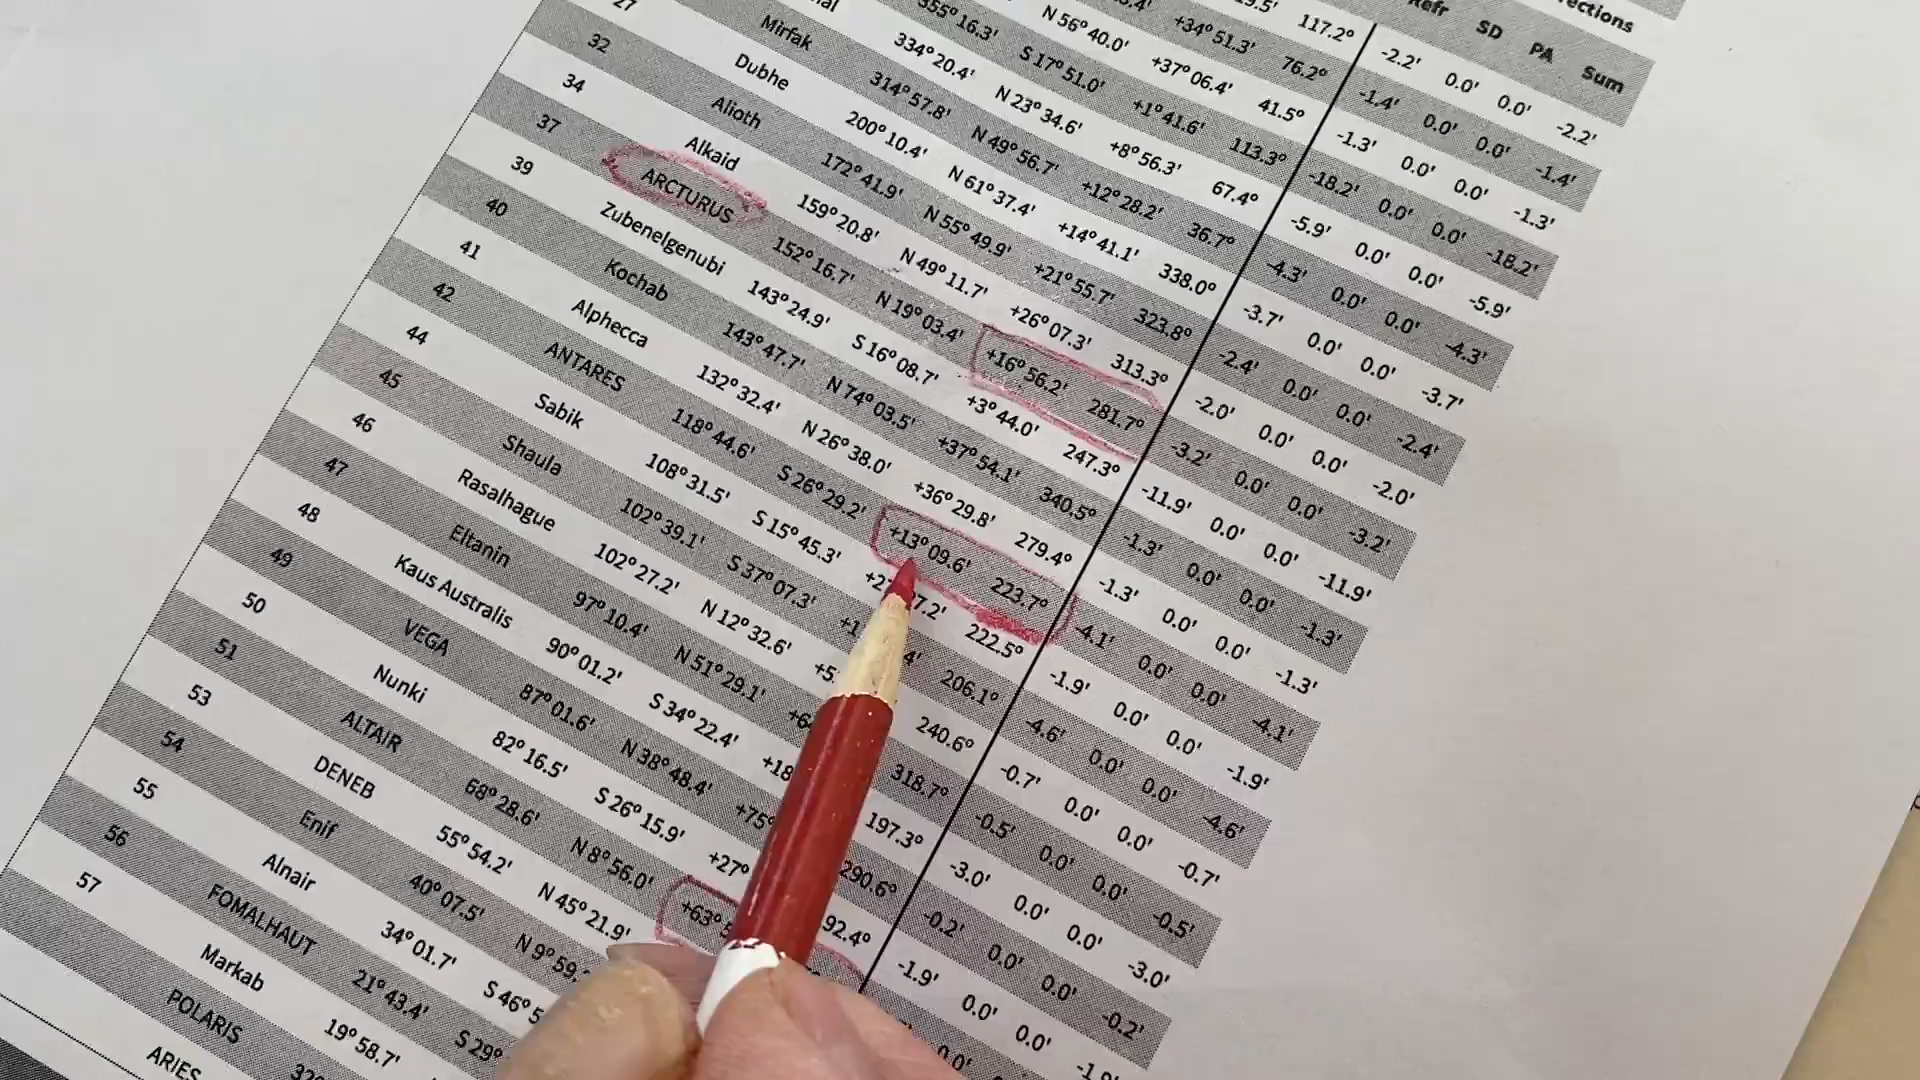 Refr SD PA Sum
117.2° -2.2' 0.0' 0.0' -2.2'
+34°51.3' 76.2° -1.4' 0.0' 0.0' -1.4'
N 56°40.0' +37°06.4' 41.5° -1.3' 0.0' 0.0' -1.3'
355°16.3' S 17°51.0' +1°41.6' 113.3° -18.2' 0.0' 0.0' -18.2'
334°20.4' N 23°34.6' +8°56.3' 67.4° -5.9' 0.0' 0.0' -5.9'
Mirfak 314°57.8' N 49°56.7' +12°28.2' 36.7° -4.3' 0.0' 0.0' -4.3'
27 Dubhe 200°10.4' N 61°37.4' +14°41.1' 338.0° -3.7' 0.0' 0.0' -3.7'
32 Alioth 172°41.9' N 55°49.9' +21°55.7' 323.8° -2.4' 0.0' 0.0' -2.4'
34 Alkaid 159°20.8' N 49°11.7' +26°07.3' 313.3° -2.0' 0.0' 0.0' -2.0'
37 ARCTURUS 152°16.7' N 19°03.4' +16°56.2' 281.7° -3.2' 0.0' 0.0' -3.2'
39 Zubenelgenubi 143°24.9' S 16°08.7' +3°44.0' 247.3° -11.9' 0.0' 0.0' -11.9'
40 Kochab 143°47.7' N 74°03.5' +37°54.1' 340.5° -1.3' 0.0' 0.0' -1.3'
41 Alphecca 132°32.4' N 26°38.0' +36°29.8' 279.4° -1.3' 0.0' 0.0' -1.3'
42 ANTARES 118°44.6' S 26°29.2' +13°09.6' 223.7° -4.1' 0.0' 0.0' -4.1'
44 Sabik 108°31.5' S 15°45.3' 222.5° -1.9' 0.0' 0.0' -1.9'
45 Shaula 102°39.1' S 37°07.3' 206.1° -4.6' 0.0' 0.0' -4.6'
46 Rasalhague 102°27.2' N 12°32.6' 240.6° -0.7' 0.0' 0.0' -0.7'
47 Eltanin 97°10.4' N 51°29.1' 318.7° -0.5' 0.0' 0.0' -0.5'
48 Kaus Australis 90°01.2' S 34°22.4' +18 197.3° -3.0' 0.0' 0.0' -3.0'
49 VEGA 87°01.6' N 38°48.4' +75° 290.6° -0.2' 0.0' 0.0' -0.2'
50 Nunki 82°16.5' S 26°15.9' +27° 92.4° -1.9' 0.0' 0.0'
51 ALTAIR 68°28.6' N 8°56.0' +63° 0.0'
53 DENEB 55°54.2' N 45°21.9'
54 Enif 40°07.5' N 9°59.
55 Alnair 34°01.7' S 46°
56 FOMALHAUT 21°43.4' S 29°
57 Markab 19°58.7'
POLARIS
ARIES